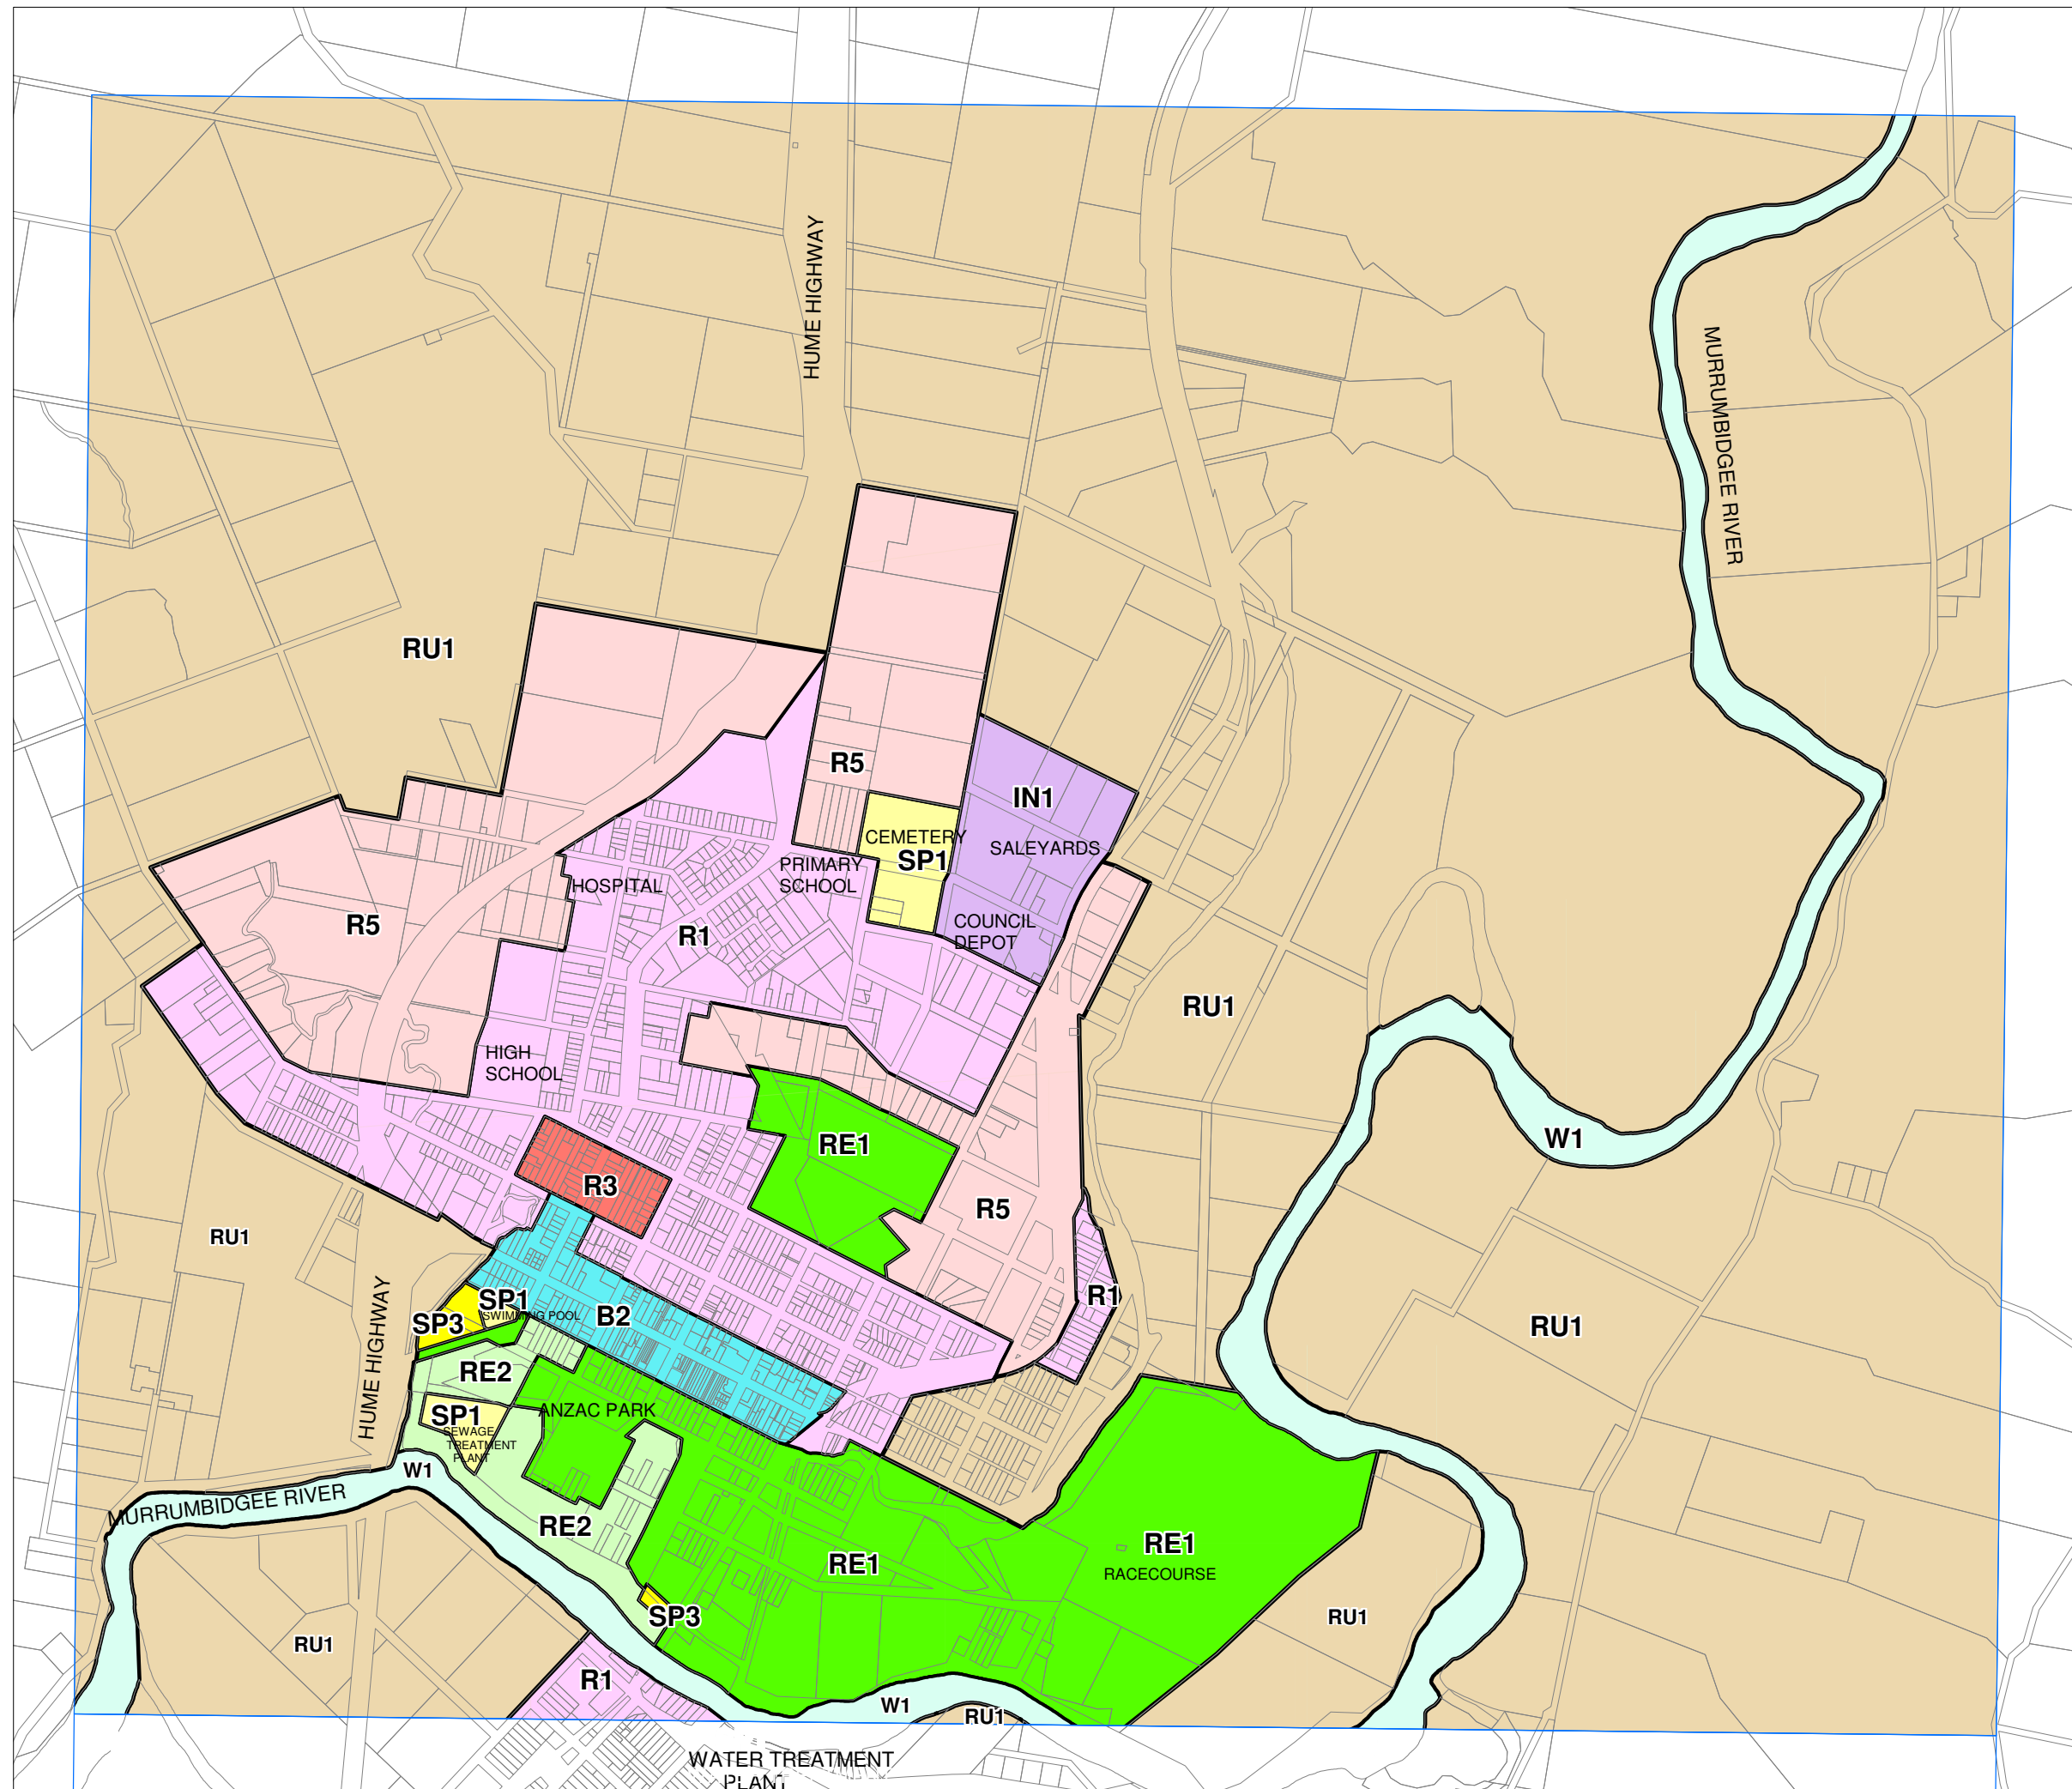 HUME HIGHWAY
MURRUMBIDGEE RIVER
RU1
R5
IN1
CEMETERY
SP1
SALEYARDS
PRIMARY
SCHOOL
HOSPITAL
R5
R1
COUNCIL
DEPOT
RU1
HIGH
SCHOOL
W1
RE1
R3
R5
RU1
R1
SP1
SWIMMING POOL
SP3
B2
RU1
HUME HIGHWAY
RE2
ANZAC PARK
SP1
SEWAGE
TREATMENT
PLANT
W1
MURRUMBIDGEE RIVER
RE2
RE1
RACECOURSE
RE1
SP3
RU1
RU1
R1
W1
RU1
WATER TREATMENT
PLANT